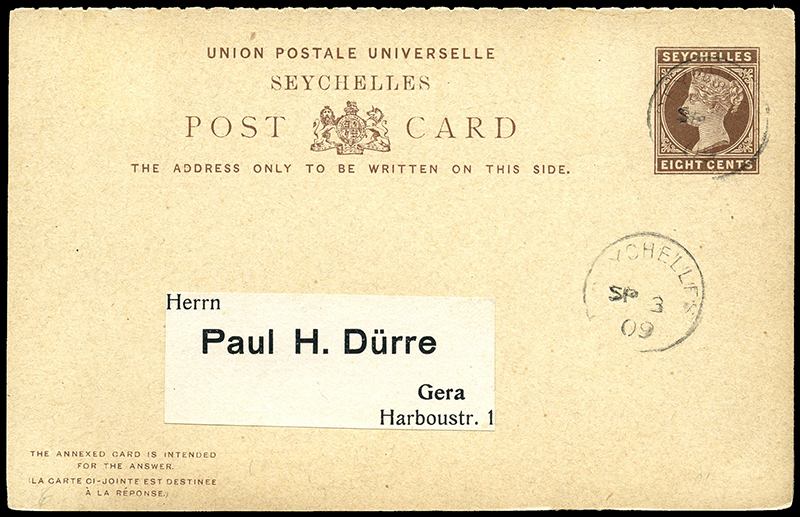 UNION POSTALE UNIVERSELLE
SEYCHELLES
POST CARD
THE ADDRESS ONLY TO BE WRITTEN ON THIS SIDE.
SEYCHELLES
EIGHT CENTS
SEYCHELLES
SP 3
09
Herrn
Paul H. Dürre
Gera
Harboustr. 1
THE ANNEXED CARD IS INTENDED
FOR THE ANSWER.
(LA CARTE CI-JOINTE EST DESTINEE
À LA RÉPONSE.)